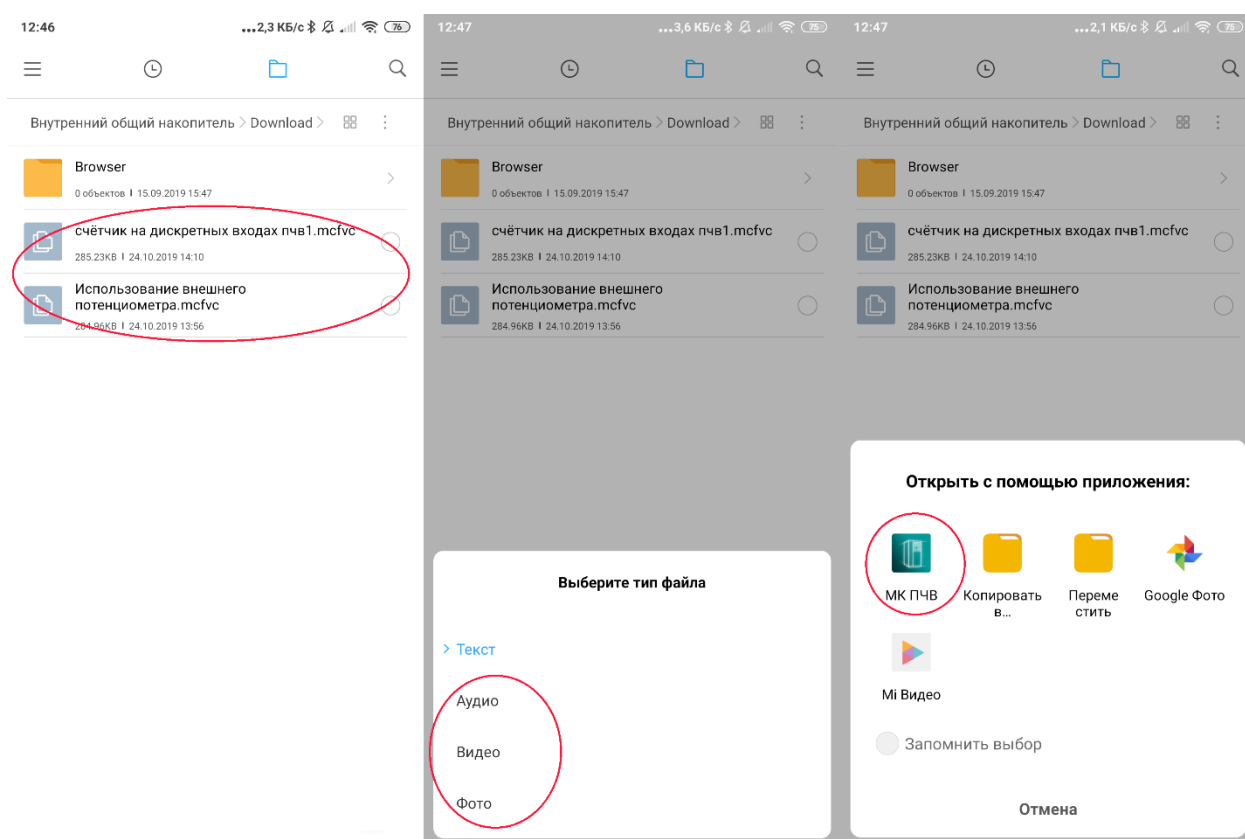 12:46
...2,3 КБ/с 76
Внутренний общий накопитель > Download >
Browser
0 объектов | 15.09.2019 15:47
счётчик на дискретных входах пчв1.mcfvc
285.23KB | 24.10.2019 14:10
Использование внешнего
потенциометра.mcfvc
284.96KB | 24.10.2019 13:56
12:47
...3,6 КБ/с 75
Внутренний общий накопитель > Download >
Browser
0 объектов | 15.09.2019 15:47
счётчик на дискретных входах пчв1.mcfvc
285.23KB | 24.10.2019 14:10
Использование внешнего
потенциометра.mcfvc
284.96KB | 24.10.2019 13:56
Выберите тип файла
> Текст
Аудио
Видео
Фото
12:47
...2,1 КБ/с 75
Внутренний общий накопитель > Download >
Browser
0 объектов | 15.09.2019 15:47
счётчик на дискретных входах пчв1.mcfvc
285.23KB | 24.10.2019 14:10
Использование внешнего
потенциометра.mcfvc
284.96KB | 24.10.2019 13:56
Открыть с помощью приложения:
МК ПЧВ
Копировать
в...
Переме
стить
Google Фото
Mi Видео
Запомнить выбор
Отмена